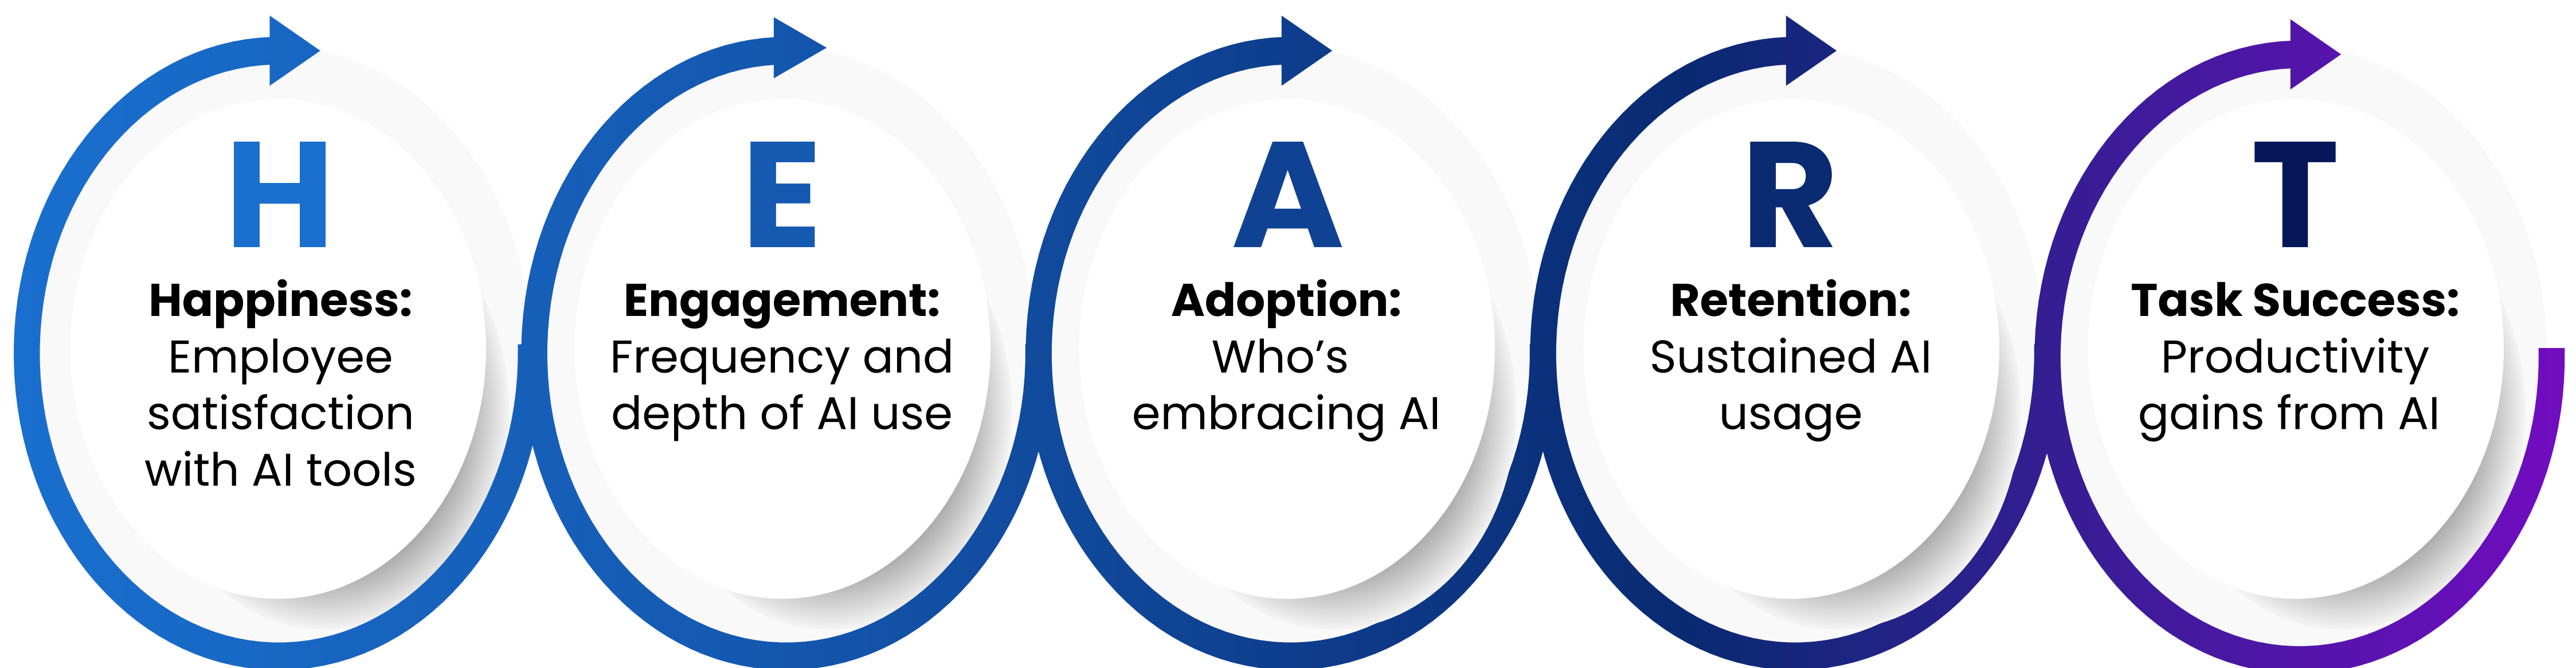 H
Happiness:
Employee
satisfaction
with AI tools
E
Engagement:
Frequency and
depth of AI use
A
Adoption:
Who’s
embracing AI
R
Retention:
Sustained AI
usage
T
Task Success:
Productivity
gains from AI